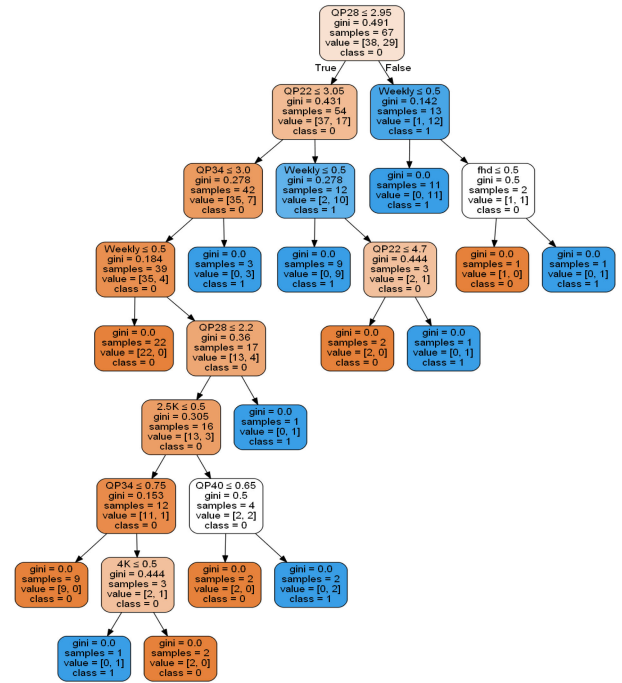 QP28 ≤ 2.95
gini = 0.491
samples = 67
value = [38, 29]
class = 0
True
False
QP22 ≤ 3.05
gini = 0.431
samples = 54
value = [37, 17]
class = 0
Weekly ≤ 0.5
gini = 0.142
samples = 13
value = [1, 12]
class = 1
QP34 ≤ 3.0
gini = 0.278
samples = 42
value = [35, 7]
class = 0
Weekly ≤ 0.5
gini = 0.278
samples = 12
value = [2, 10]
class = 1
gini = 0.0
samples = 11
value = [0, 11]
class = 1
fhd ≤ 0.5
gini = 0.5
samples = 2
value = [1, 1]
class = 0
Weekly ≤ 0.5
gini = 0.184
samples = 39
value = [35, 4]
class = 0
gini = 0.0
samples = 3
value = [0, 3]
class = 1
gini = 0.0
samples = 9
value = [0, 9]
class = 1
QP22 ≤ 4.7
gini = 0.444
samples = 3
value = [2, 1]
class = 0
gini = 0.0
samples = 1
value = [1, 0]
class = 0
gini = 0.0
samples = 1
value = [0, 1]
class = 1
gini = 0.0
samples = 22
value = [22, 0]
class = 0
QP28 ≤ 2.2
gini = 0.36
samples = 17
value = [13, 4]
class = 0
gini = 0.0
samples = 2
value = [2, 0]
class = 0
gini = 0.0
samples = 1
value = [0, 1]
class = 1
2.5K ≤ 0.5
gini = 0.305
samples = 16
value = [13, 3]
class = 0
gini = 0.0
samples = 1
value = [0, 1]
class = 1
QP34 ≤ 0.75
gini = 0.153
samples = 12
value = [11, 1]
class = 0
QP40 ≤ 0.65
gini = 0.5
samples = 4
value = [2, 2]
class = 0
gini = 0.0
samples = 9
value = [9, 0]
class = 0
4K ≤ 0.5
gini = 0.444
samples = 3
value = [2, 1]
class = 0
gini = 0.0
samples = 2
value = [2, 0]
class = 0
gini = 0.0
samples = 2
value = [0, 2]
class = 1
gini = 0.0
samples = 1
value = [0, 1]
class = 1
gini = 0.0
samples = 2
value = [2, 0]
class = 0